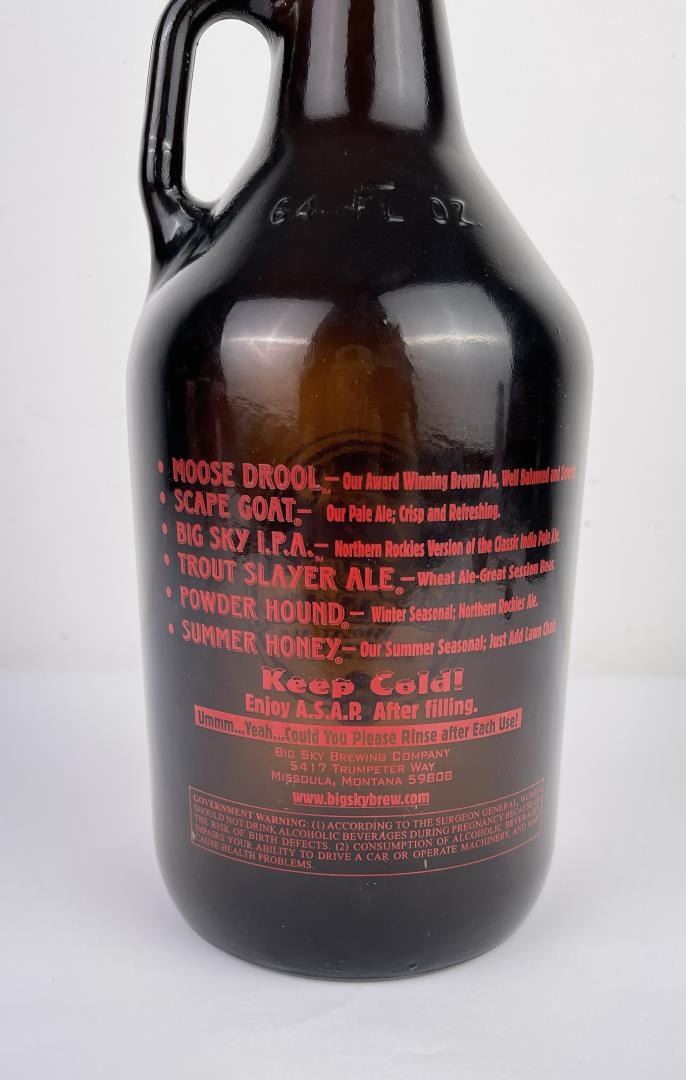 64 FL OZ
• MOOSE DROOL™ – Our Award Winning Brown Ale, Well Balanced and
• SCAPE GOAT® – Our Pale Ale; Crisp and Refreshing.
• BIG SKY I.P.A.™ – Northern Rockies Version of the Classic India Pale Ale.
• TROUT SLAYER ALE® – Wheat Ale-Great Session Beer.
• POWDER HOUND® – Winter Seasonal; Northern Rockies Ale.
• SUMMER HONEY® – Our Summer Seasonal; Just Add Lawn Chair.
Keep Cold!
Enjoy A.S.A.P. After filling.
Ummm...Yeah...Could You Please Rinse after Each Use!
BIG SKY BREWING COMPANY
5417 TRUMPETER WAY
MISSOULA, MONTANA 59808
www.bigskybrew.com
GOVERNMENT WARNING: (1) ACCORDING TO THE SURGEON GENERAL, WOMEN
SHOULD NOT DRINK ALCOHOLIC BEVERAGES DURING PREGNANCY BECAUSE OF
THE RISK OF BIRTH DEFECTS. (2) CONSUMPTION OF ALCOHOLIC BEVERAGES
IMPAIRS YOUR ABILITY TO DRIVE A CAR OR OPERATE MACHINERY, AND MAY
CAUSE HEALTH PROBLEMS.